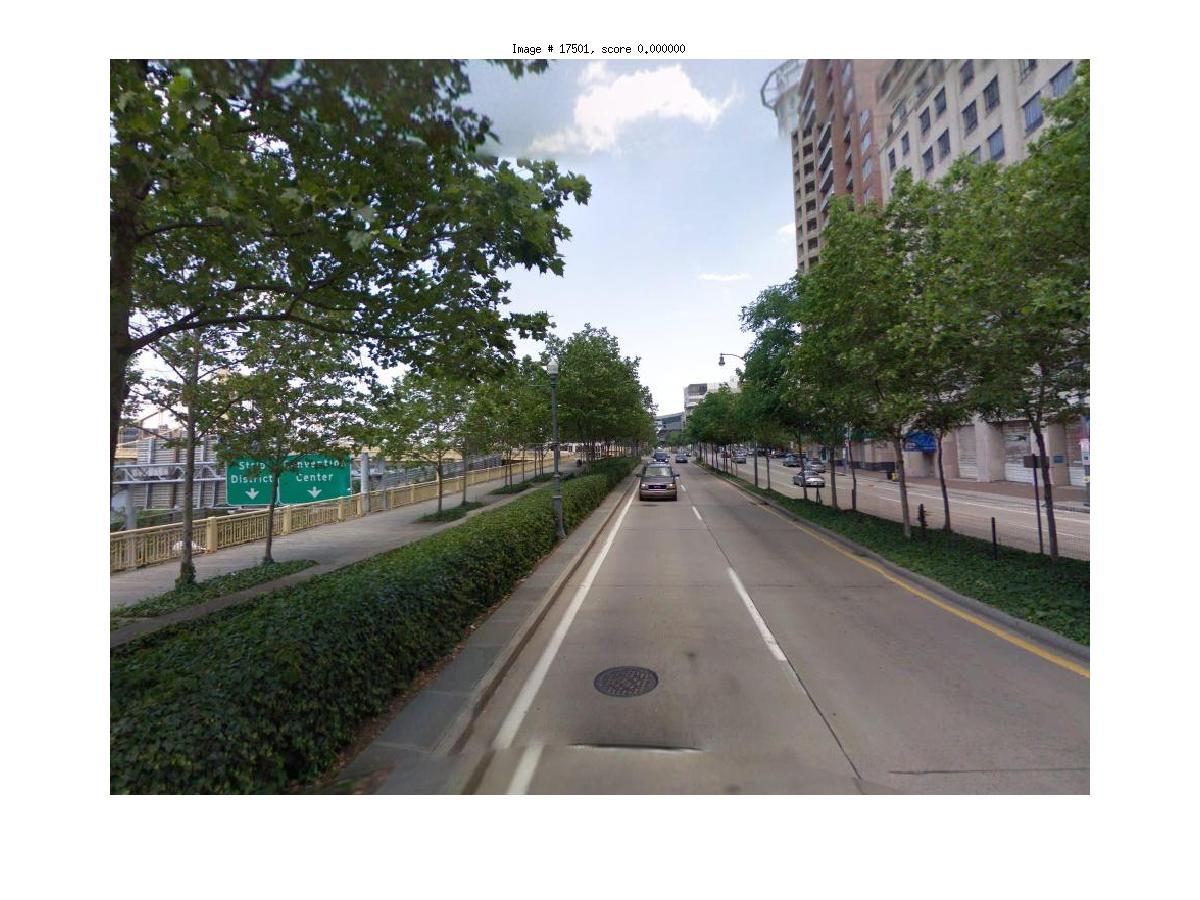 Image # 17501, score 0.000000
Strip
District
Convention
Center